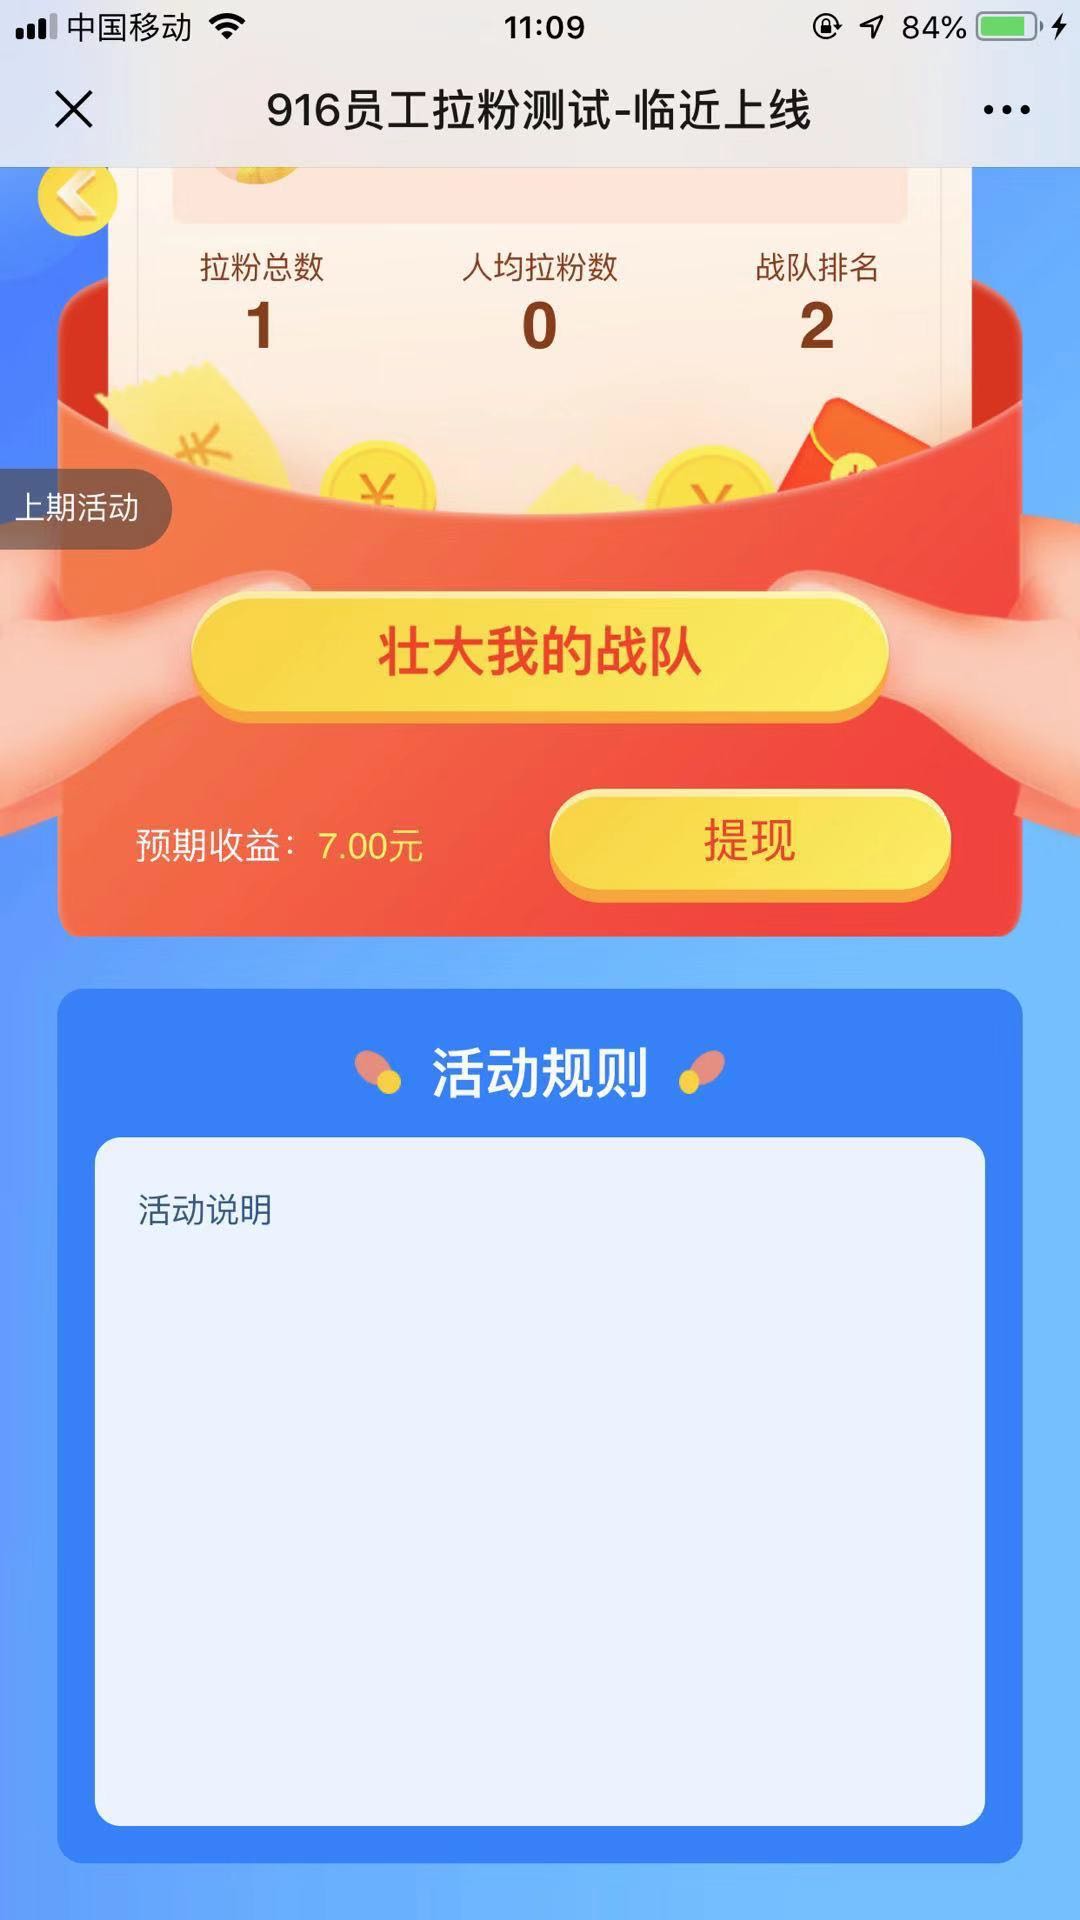 中国移动 11:09 84%
916员工拉粉测试-临近上线
拉粉总数 人均拉粉数 战队排名
1 0 2
¥ ¥ ¥
上期活动
壮大我的战队
预期收益：7.00元 提现
活动规则
活动说明